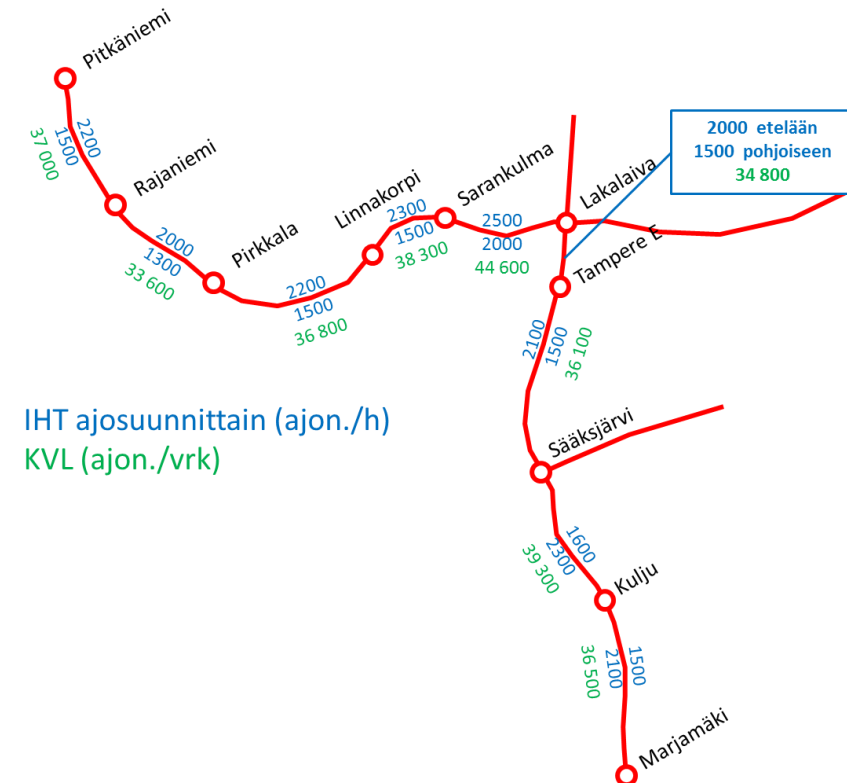 Pitkäniemi
2200
1500
37 000
Rajaniemi
2000
1300
33 600
Pirkkala
2200
1500
36 800
Linnakorpi
2300
1500
38 300
Sarankulma
2500
2000
44 600
Lakalaiva
2000 etelään
1500 pohjoiseen
34 800
Tampere E
2100
1500
36 100
IHT ajosuunnittain (ajon./h)
KVL (ajon./vrk)
Sääksjärvi
1600
2300
39 300
Kulju
1500
2100
36 500
Marjamäki